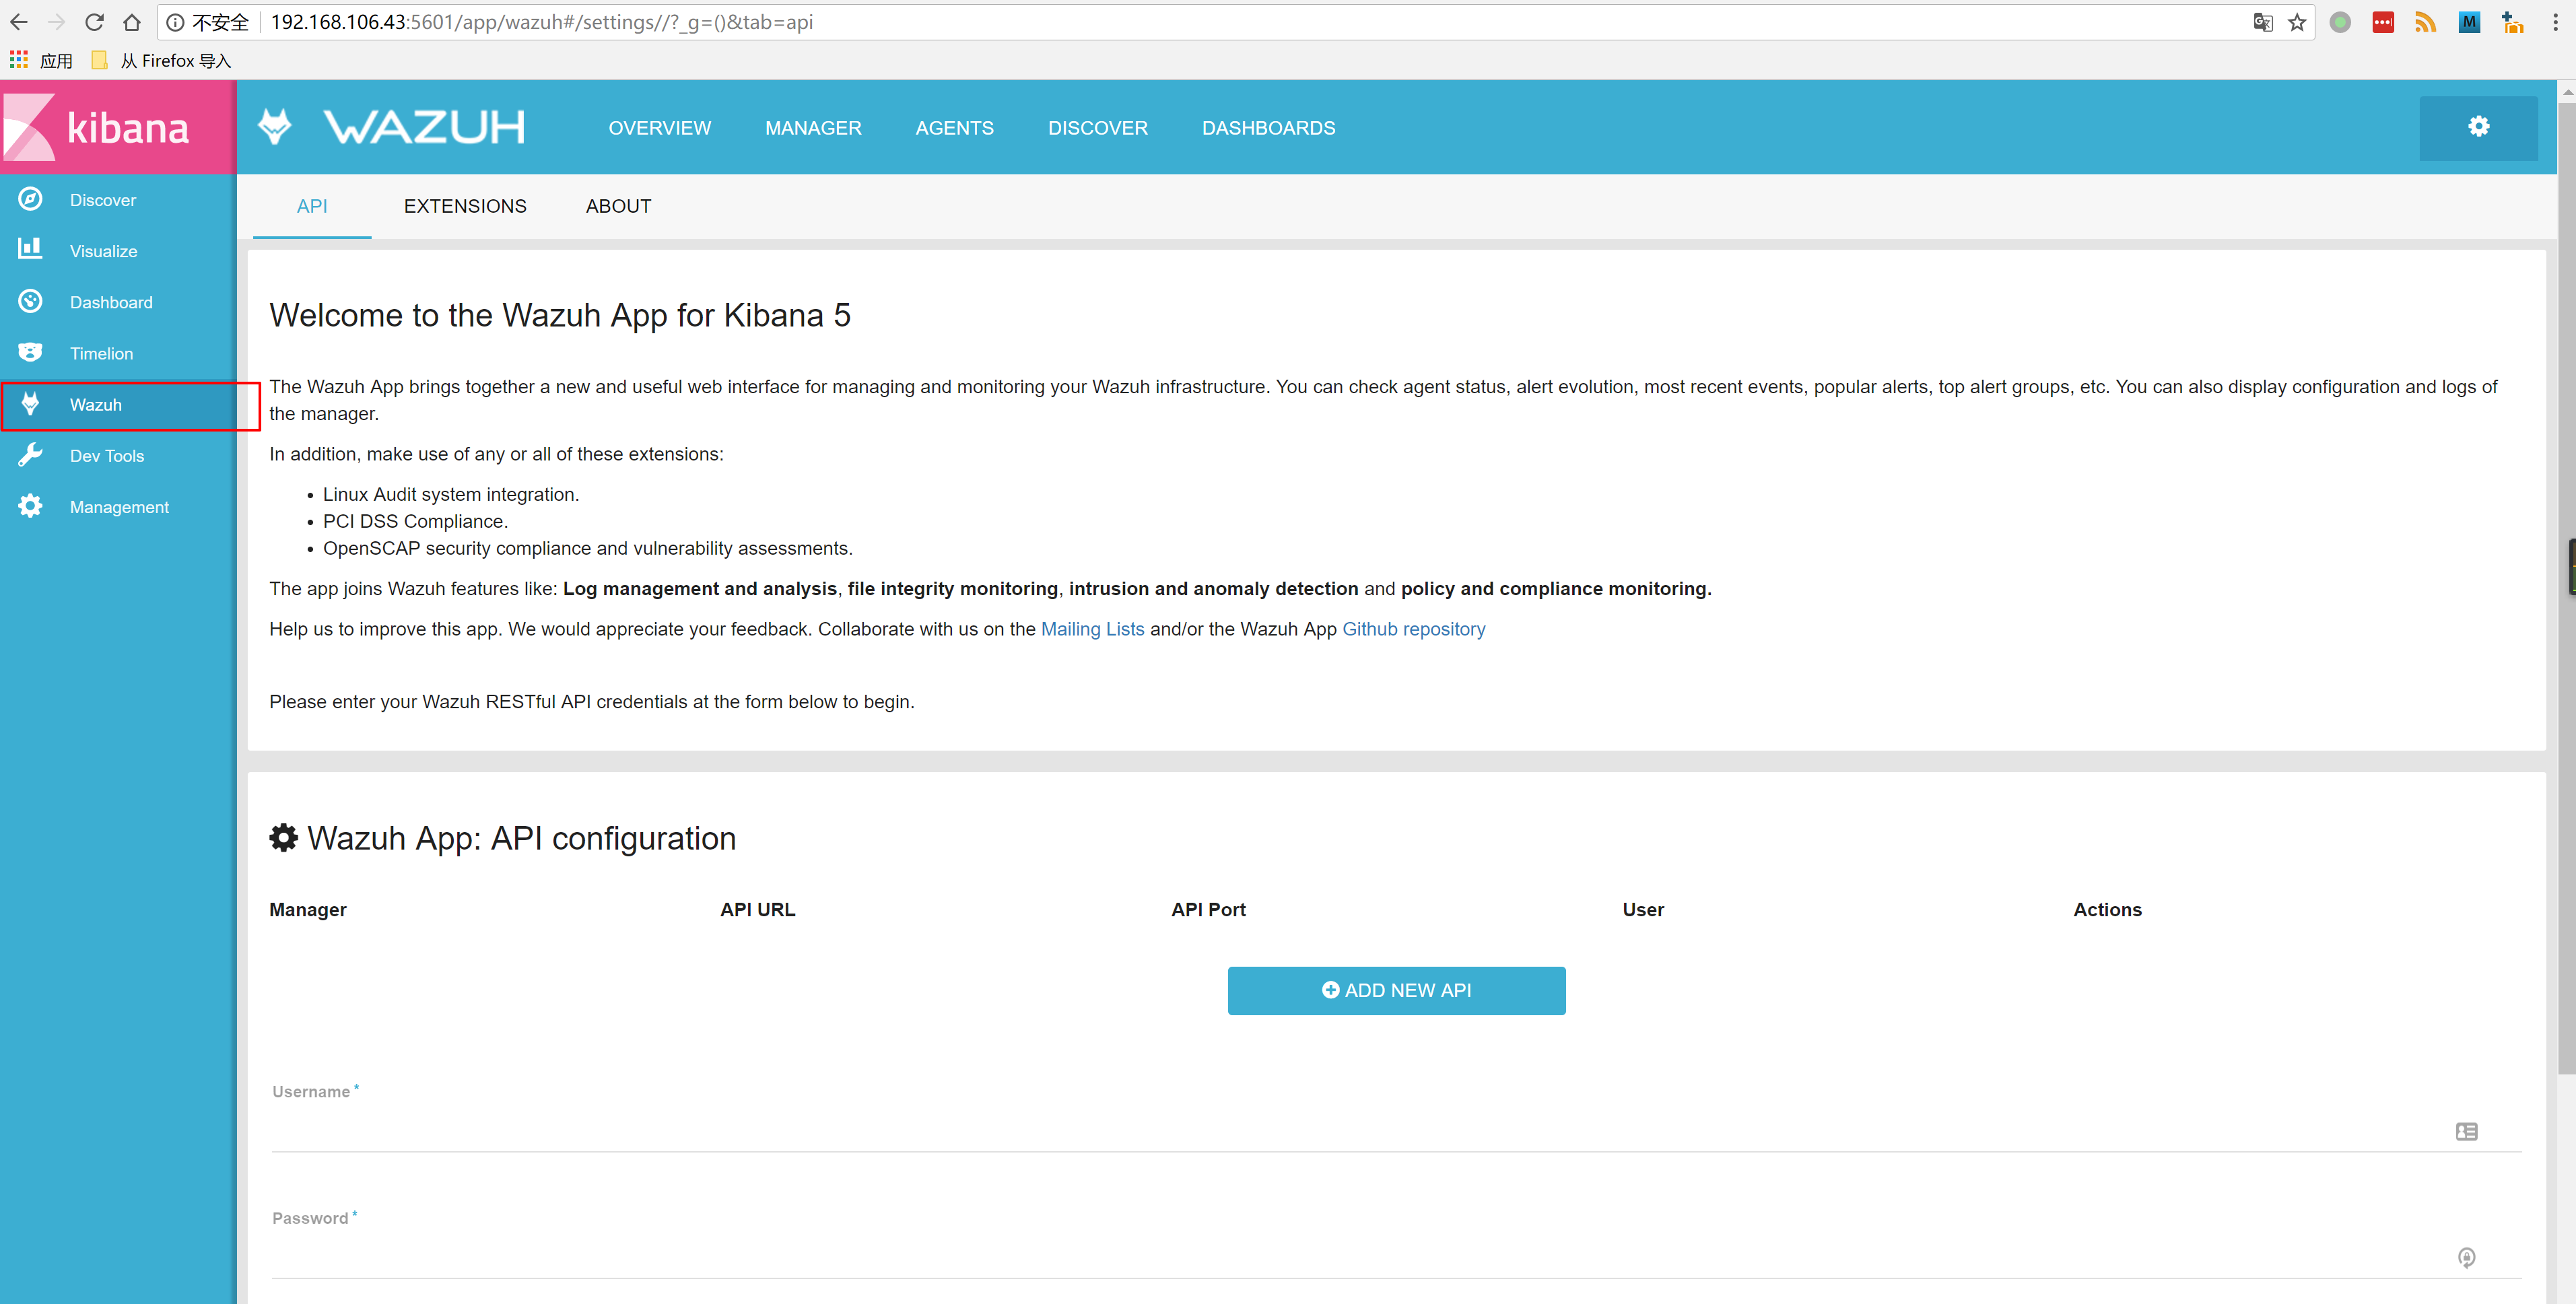 不安全 192.168.106.43:5601/app/wazuh#/settings//?_g=()&tab=api
应用 从 Firefox 导入
kibana
WAZUH OVERVIEW MANAGER AGENTS DISCOVER DASHBOARDS
Discover
Visualize
Dashboard
Timelion
Wazuh
Dev Tools
Management
API EXTENSIONS ABOUT
Welcome to the Wazuh App for Kibana 5
The Wazuh App brings together a new and useful web interface for managing and monitoring your Wazuh infrastructure. You can check agent status, alert evolution, most recent events, popular alerts, top alert groups, etc. You can also display configuration and logs of
the manager.
In addition, make use of any or all of these extensions:
• Linux Audit system integration.
• PCI DSS Compliance.
• OpenSCAP security compliance and vulnerability assessments.
The app joins Wazuh features like: Log management and analysis, file integrity monitoring, intrusion and anomaly detection and policy and compliance monitoring.
Help us to improve this app. We would appreciate your feedback. Collaborate with us on the Mailing Lists and/or the Wazuh App Github repository
Please enter your Wazuh RESTful API credentials at the form below to begin.
Wazuh App: API configuration
Manager API URL API Port User Actions
ADD NEW API
Username *
Password *